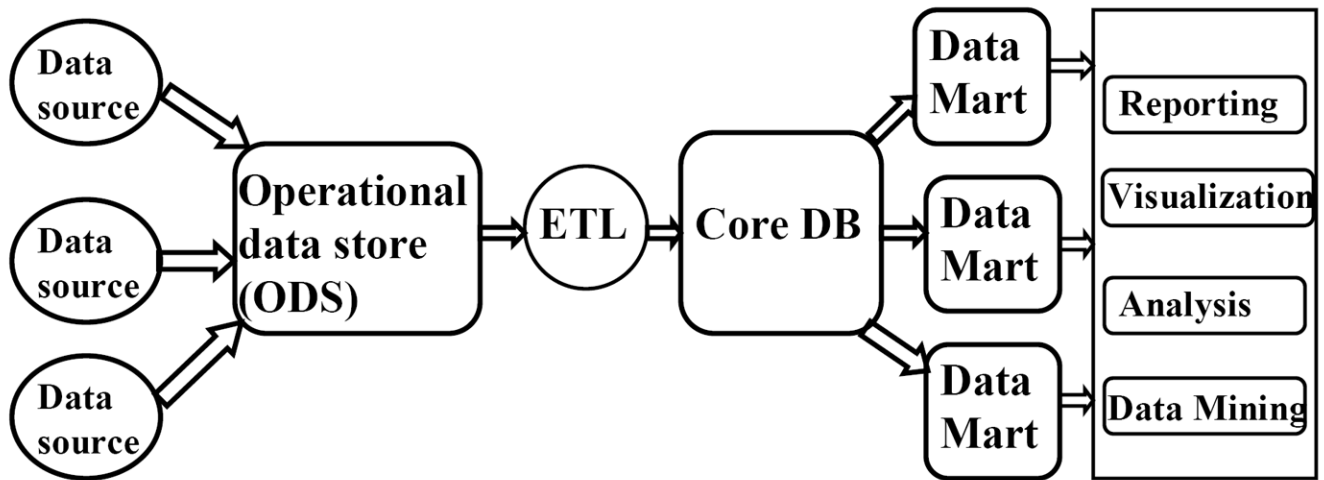 Data
source
Data
source
Data
source
Operational
data store
(ODS)
ETL
Core DB
Data
Mart
Data
Mart
Data
Mart
Reporting
Visualization
Analysis
Data Mining